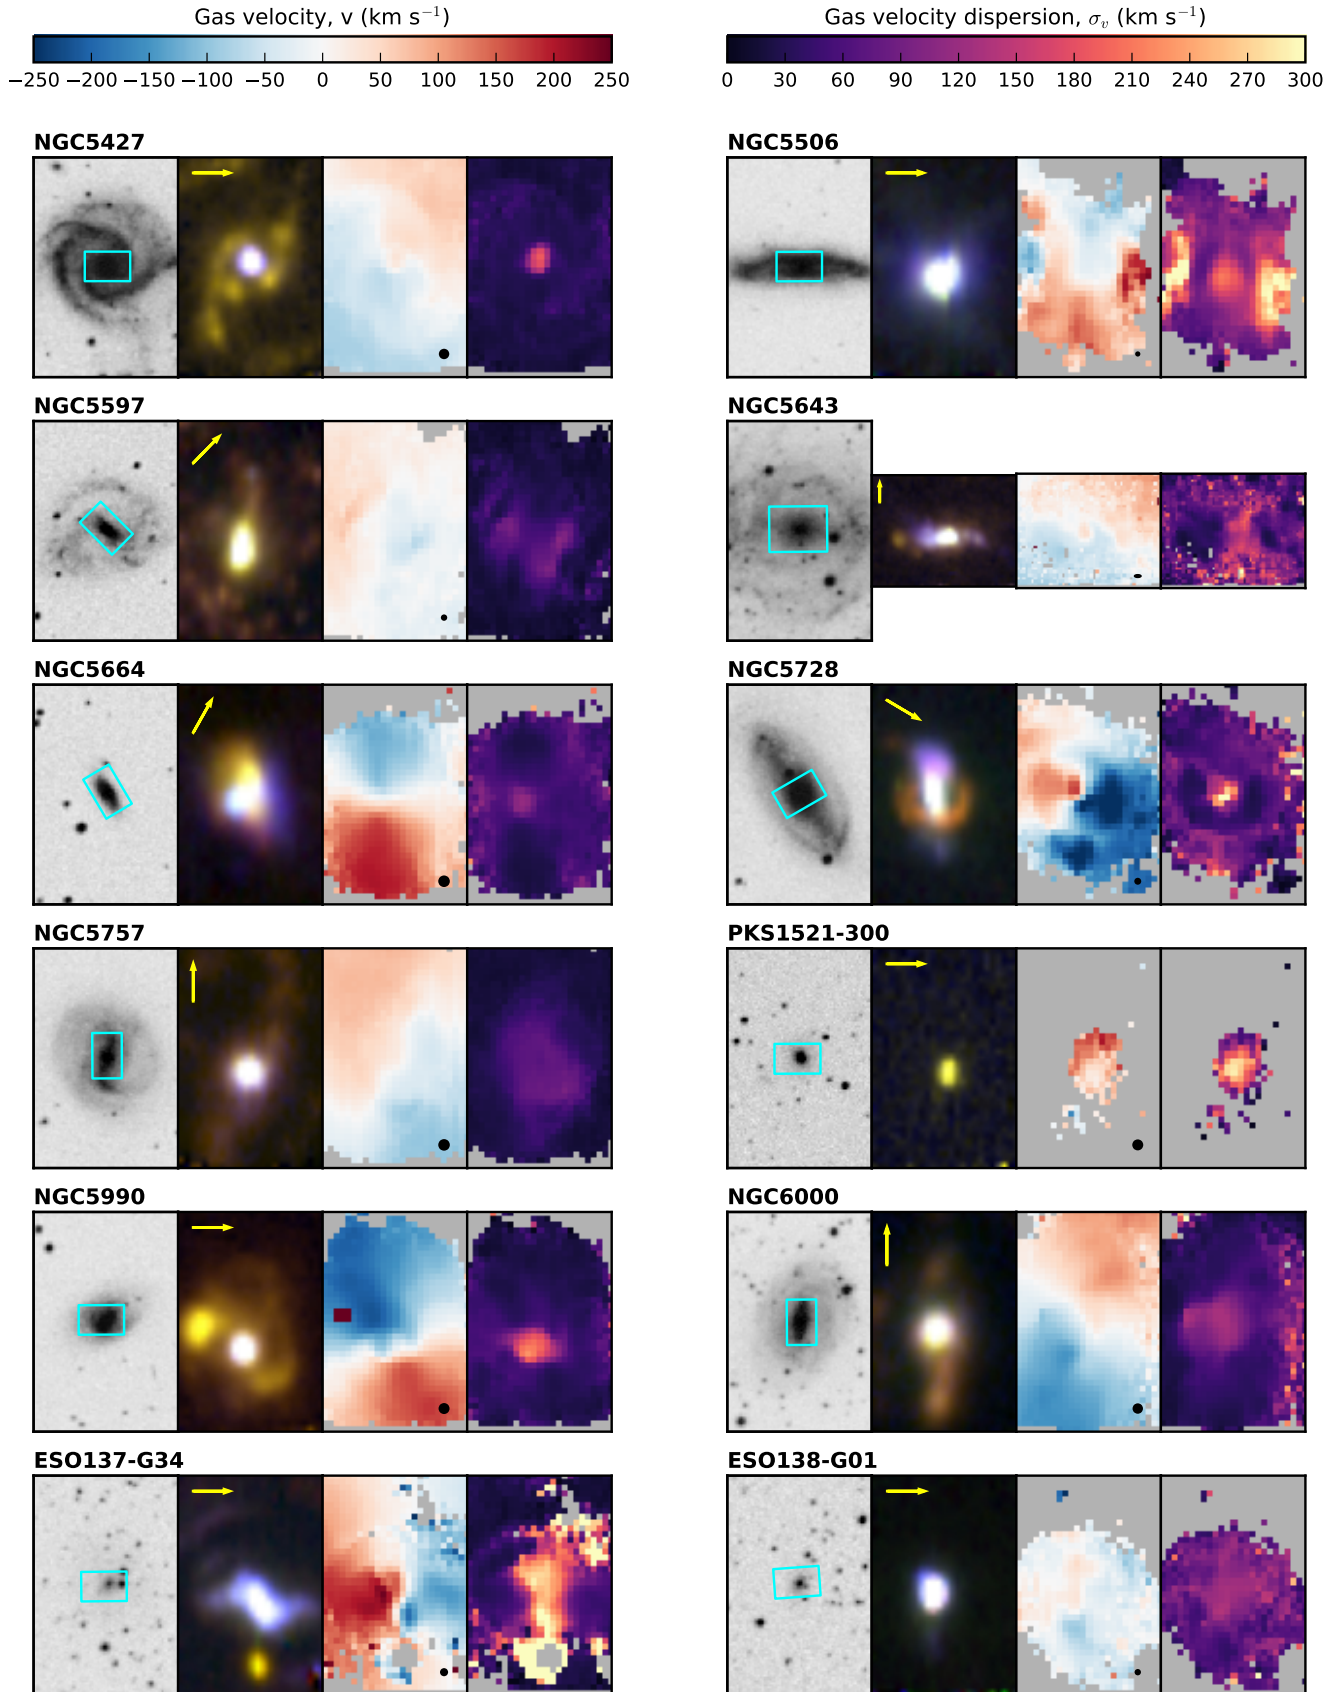 Gas velocity, v (km s⁻¹)
−250 −200 −150 −100 −50 0 50 100 150 200 250
Gas velocity dispersion, σᵥ (km s⁻¹)
0 30 60 90 120 150 180 210 240 270 300
NGC5427
NGC5506
NGC5597
NGC5643
NGC5664
NGC5728
NGC5757
PKS1521-300
NGC5990
NGC6000
ESO137-G34
ESO138-G01